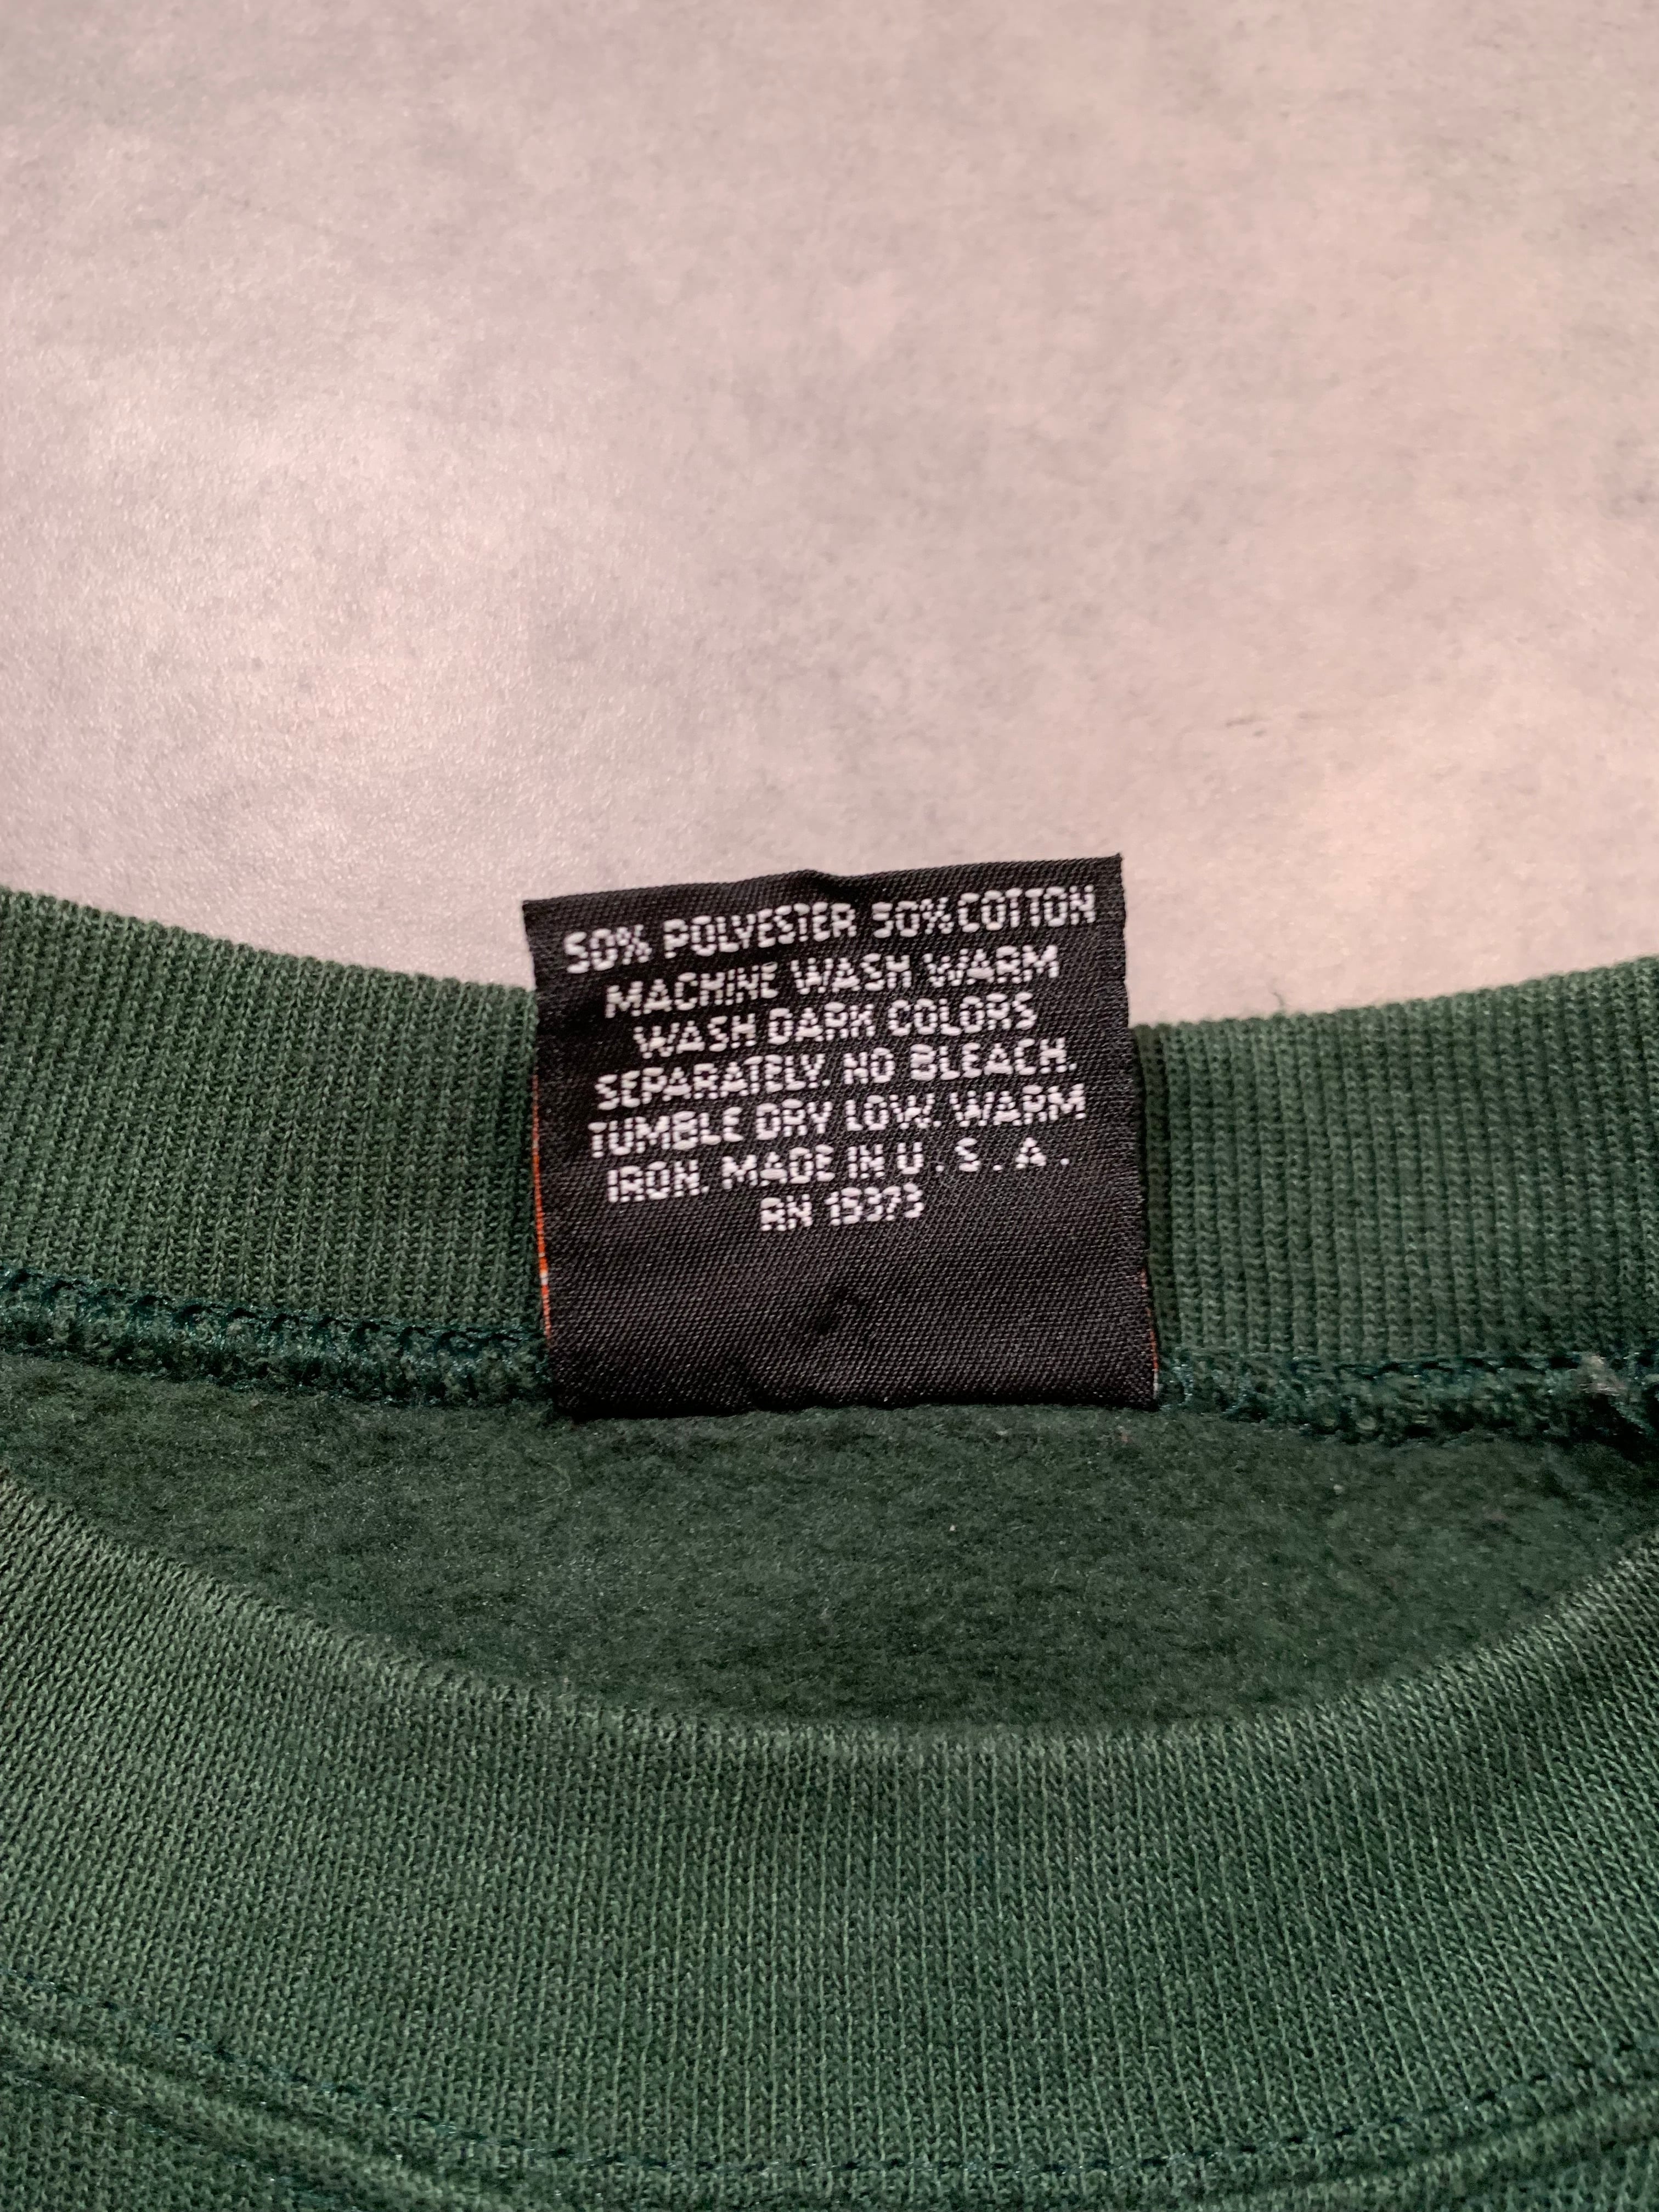 50% POLYESTER 50% COTTON
MACHINE WASH WARM
WASH DARK COLORS
SEPARATELY. NO BLEACH.
TUMBLE DRY LOW. WARM
IRON. MADE IN U.S.A.
RN 15373